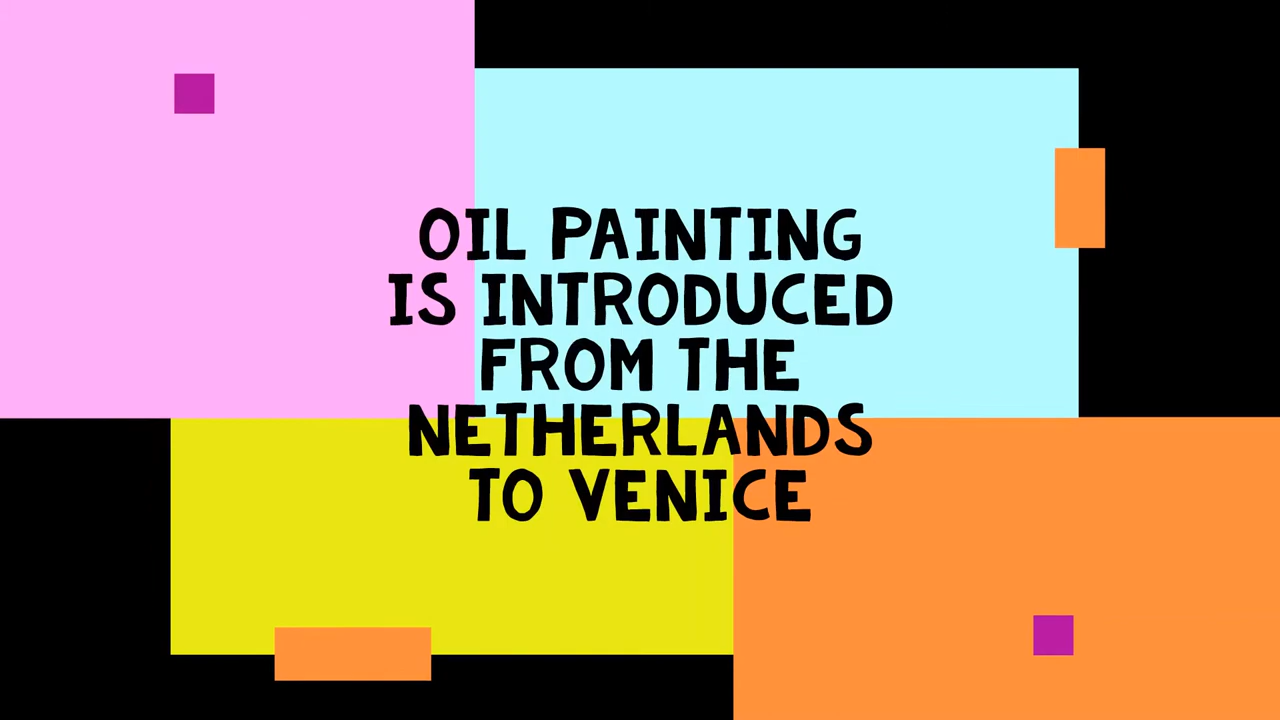 OIL PAINTING
IS INTRODUCED
FROM THE
NETHERLANDS
TO VENICE